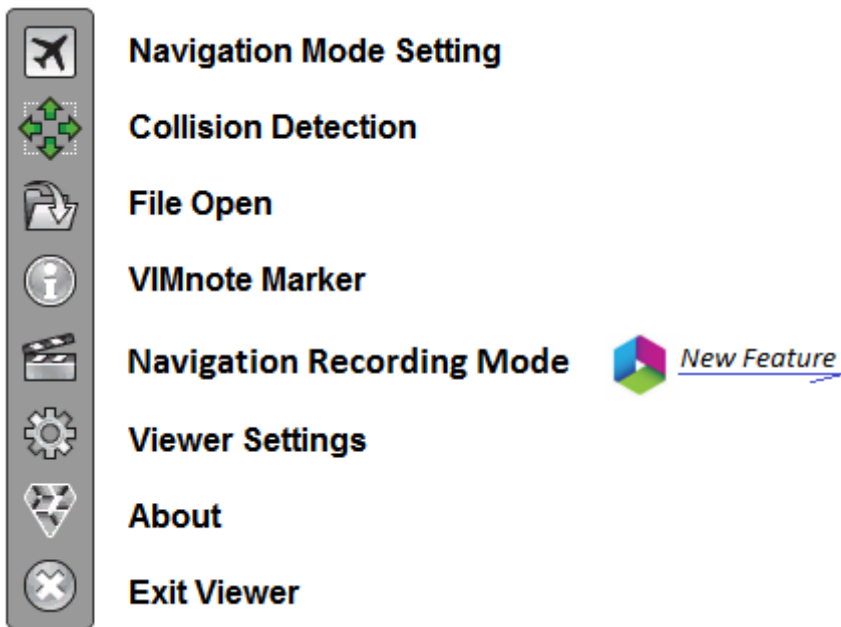 Navigation Mode Setting
Collision Detection
File Open
VIMnote Marker
Navigation Recording Mode New Feature
Viewer Settings
About
Exit Viewer